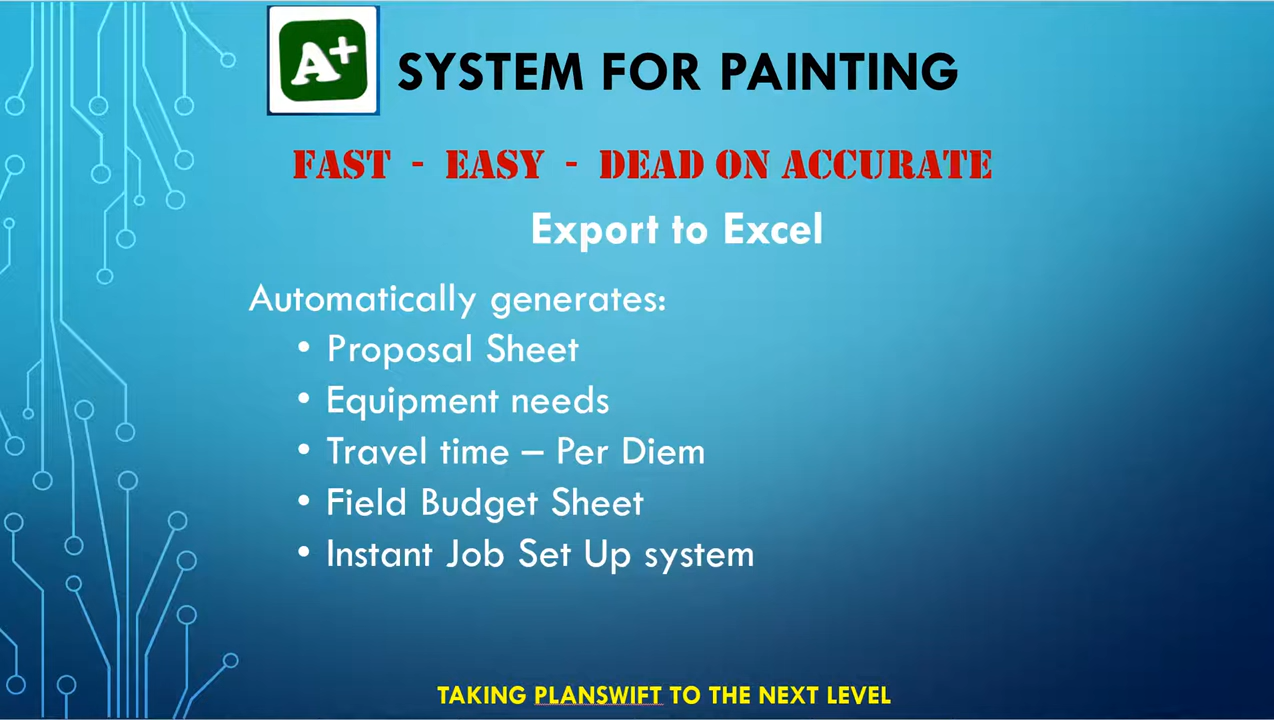 A+ SYSTEM FOR PAINTING
FAST - EASY - DEAD ON ACCURATE
Export to Excel
Automatically generates:
• Proposal Sheet
• Equipment needs
• Travel time – Per Diem
• Field Budget Sheet
• Instant Job Set Up system
TAKING PLANSWIFT TO THE NEXT LEVEL